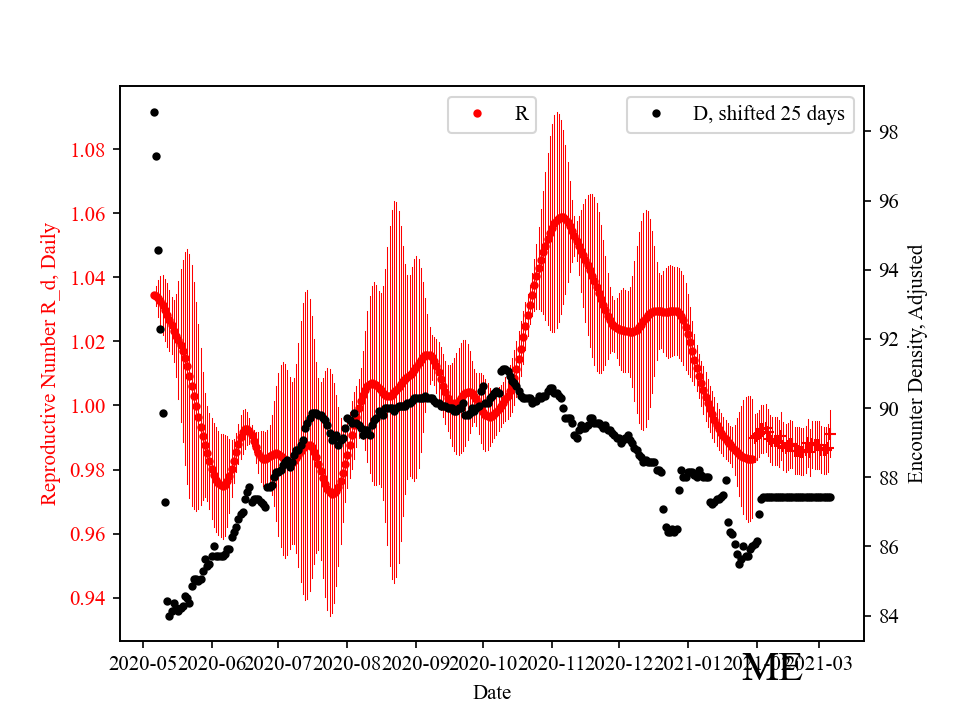 R
D, shifted 25 days
1.08
1.06
1.04
1.02
1.00
0.98
0.96
0.94
Reproductive Number R_d, Daily
98
96
94
92
90
88
86
84
Encounter Density, Adjusted
2020-05 2020-06 2020-07 2020-08 2020-09 2020-10 2020-11 2020-12 2021-01 2021-02 2021-03
ME
Date